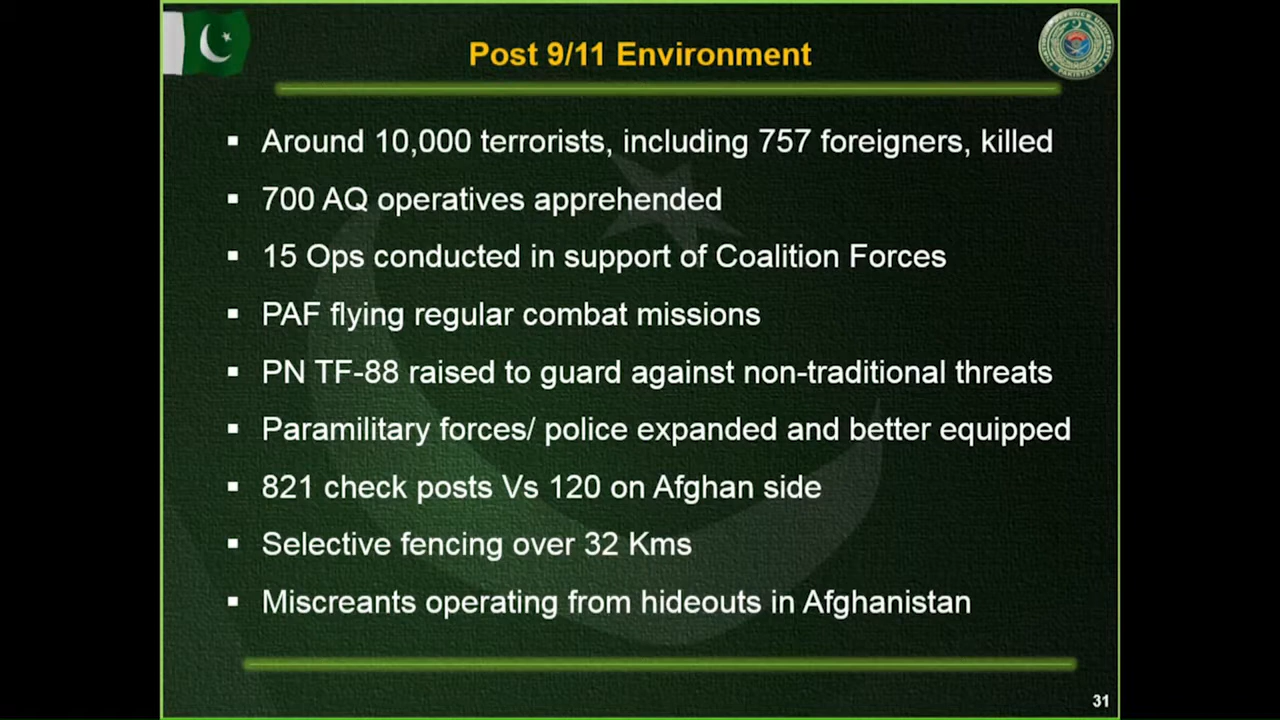 Post 9/11 Environment
▪ Around 10,000 terrorists, including 757 foreigners, killed
▪ 700 AQ operatives apprehended
▪ 15 Ops conducted in support of Coalition Forces
▪ PAF flying regular combat missions
▪ PN TF-88 raised to guard against non-traditional threats
▪ Paramilitary forces/ police expanded and better equipped
▪ 821 check posts Vs 120 on Afghan side
▪ Selective fencing over 32 Kms
▪ Miscreants operating from hideouts in Afghanistan
31